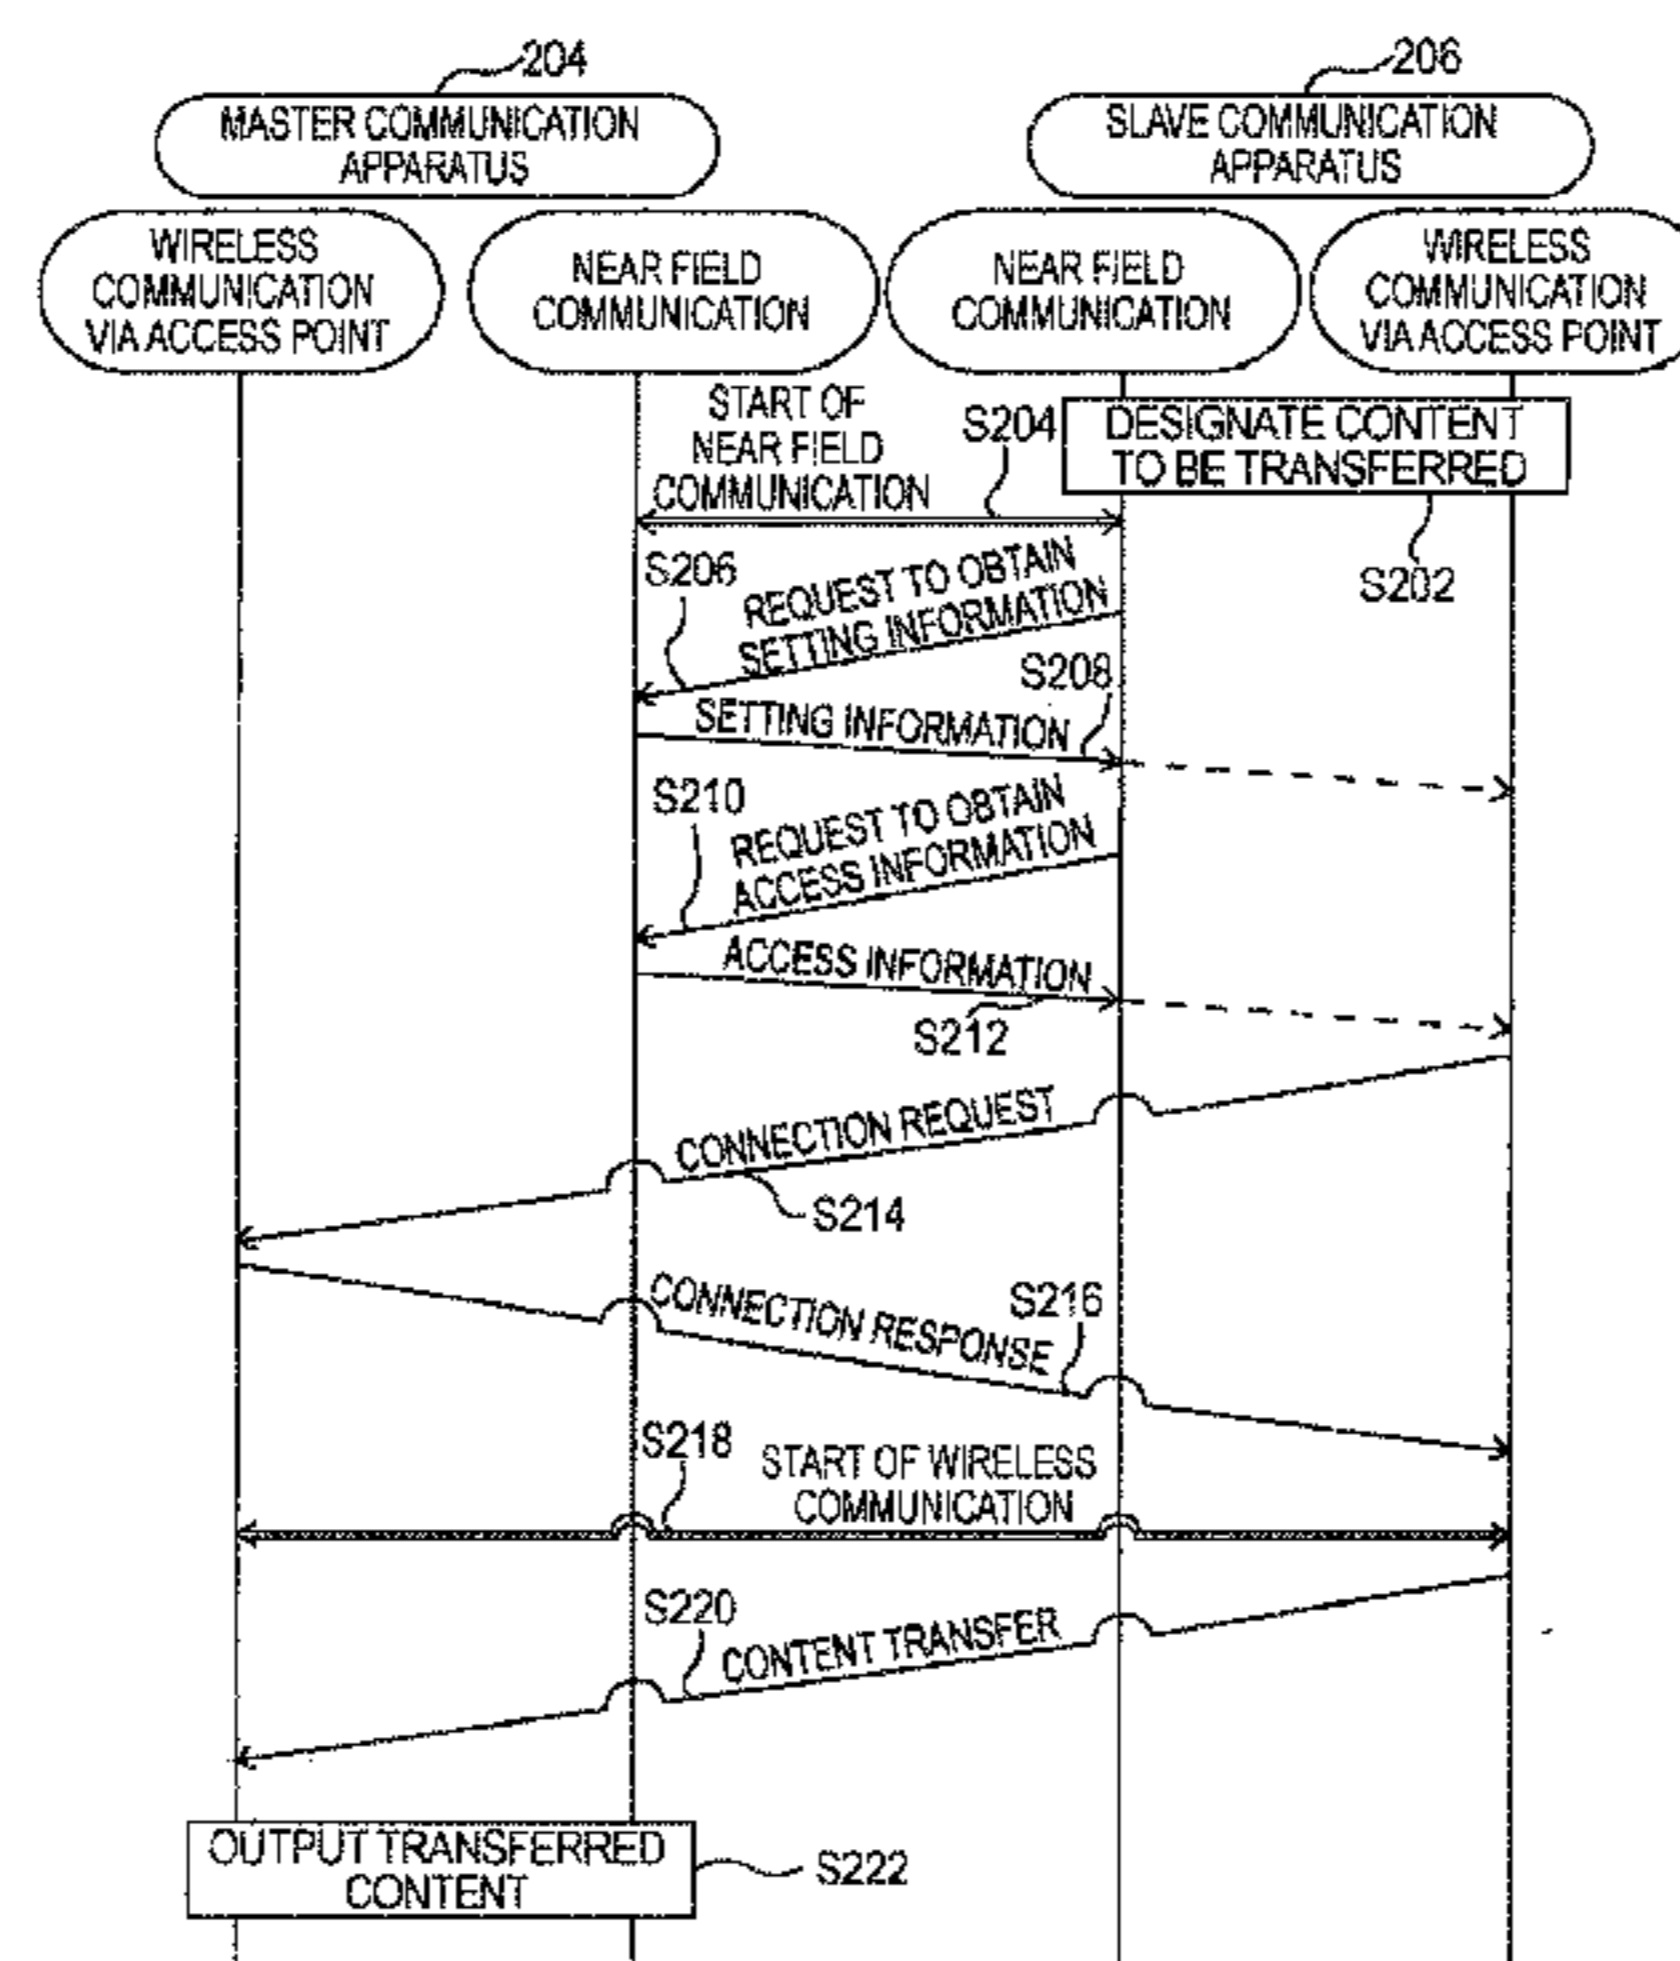 204
206
MASTER COMMUNICATION
APPARATUS
SLAVE COMMUNICATION
APPARATUS
WIRELESS
COMMUNICATION
VIA ACCESS POINT
NEAR FIELD
COMMUNICATION
NEAR FIELD
COMMUNICATION
WIRELESS
COMMUNICATION
VIA ACCESS POINT
START OF
NEAR FIELD
COMMUNICATION
S204
DESIGNATE CONTENT
TO BE TRANSFERRED
S202
S206
REQUEST TO OBTAIN
SETTING INFORMATION
S208
SETTING INFORMATION
S210
REQUEST TO OBTAIN
ACCESS INFORMATION
ACCESS INFORMATION
S212
CONNECTION REQUEST
S214
CONNECTION RESPONSE
S216
S218
START OF WIRELESS
COMMUNICATION
S220
CONTENT TRANSFER
OUTPUT TRANSFERRED
CONTENT
S222